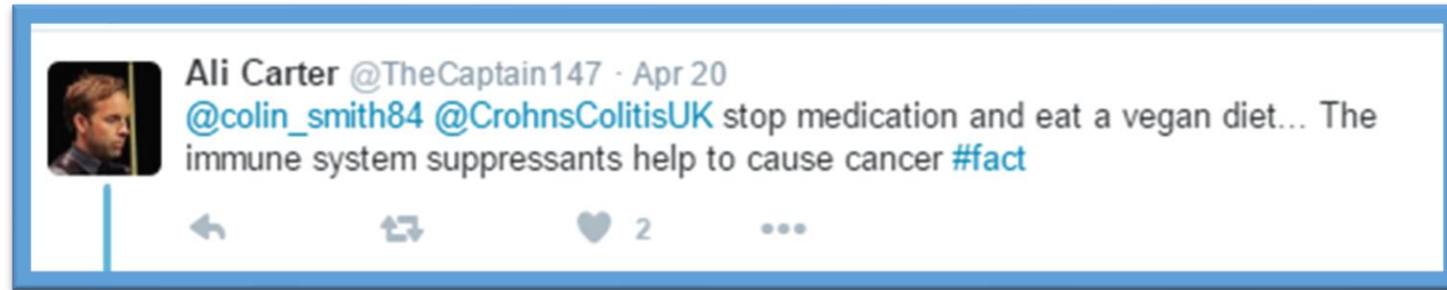 Ali Carter @TheCaptain147 · Apr 20
@colin_smith84 @CrohnsColitisUK stop medication and eat a vegan diet... The
immune system suppressants help to cause cancer #fact
2